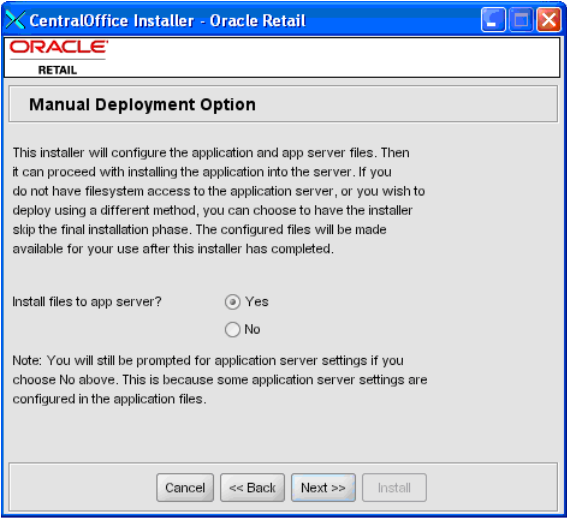 CentralOffice Installer - Oracle Retail
ORACLE
RETAIL
Manual Deployment Option
This installer will configure the application and app server files. Then
it can proceed with installing the application into the server. If you
do not have filesystem access to the application server, or you wish to
deploy using a different method, you can choose to have the installer
skip the final installation phase. The configured files will be made
available for your use after this installer has completed.
Install files to app server? Yes
No
Note: You will still be prompted for application server settings if you
choose No above. This is because some application server settings are
configured in the application files.
Cancel << Back Next >> Install